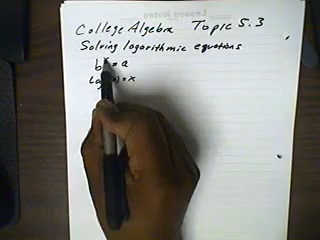 College Algebra Topic 5.3
Solving logarithmic equations
b^x = a
= x